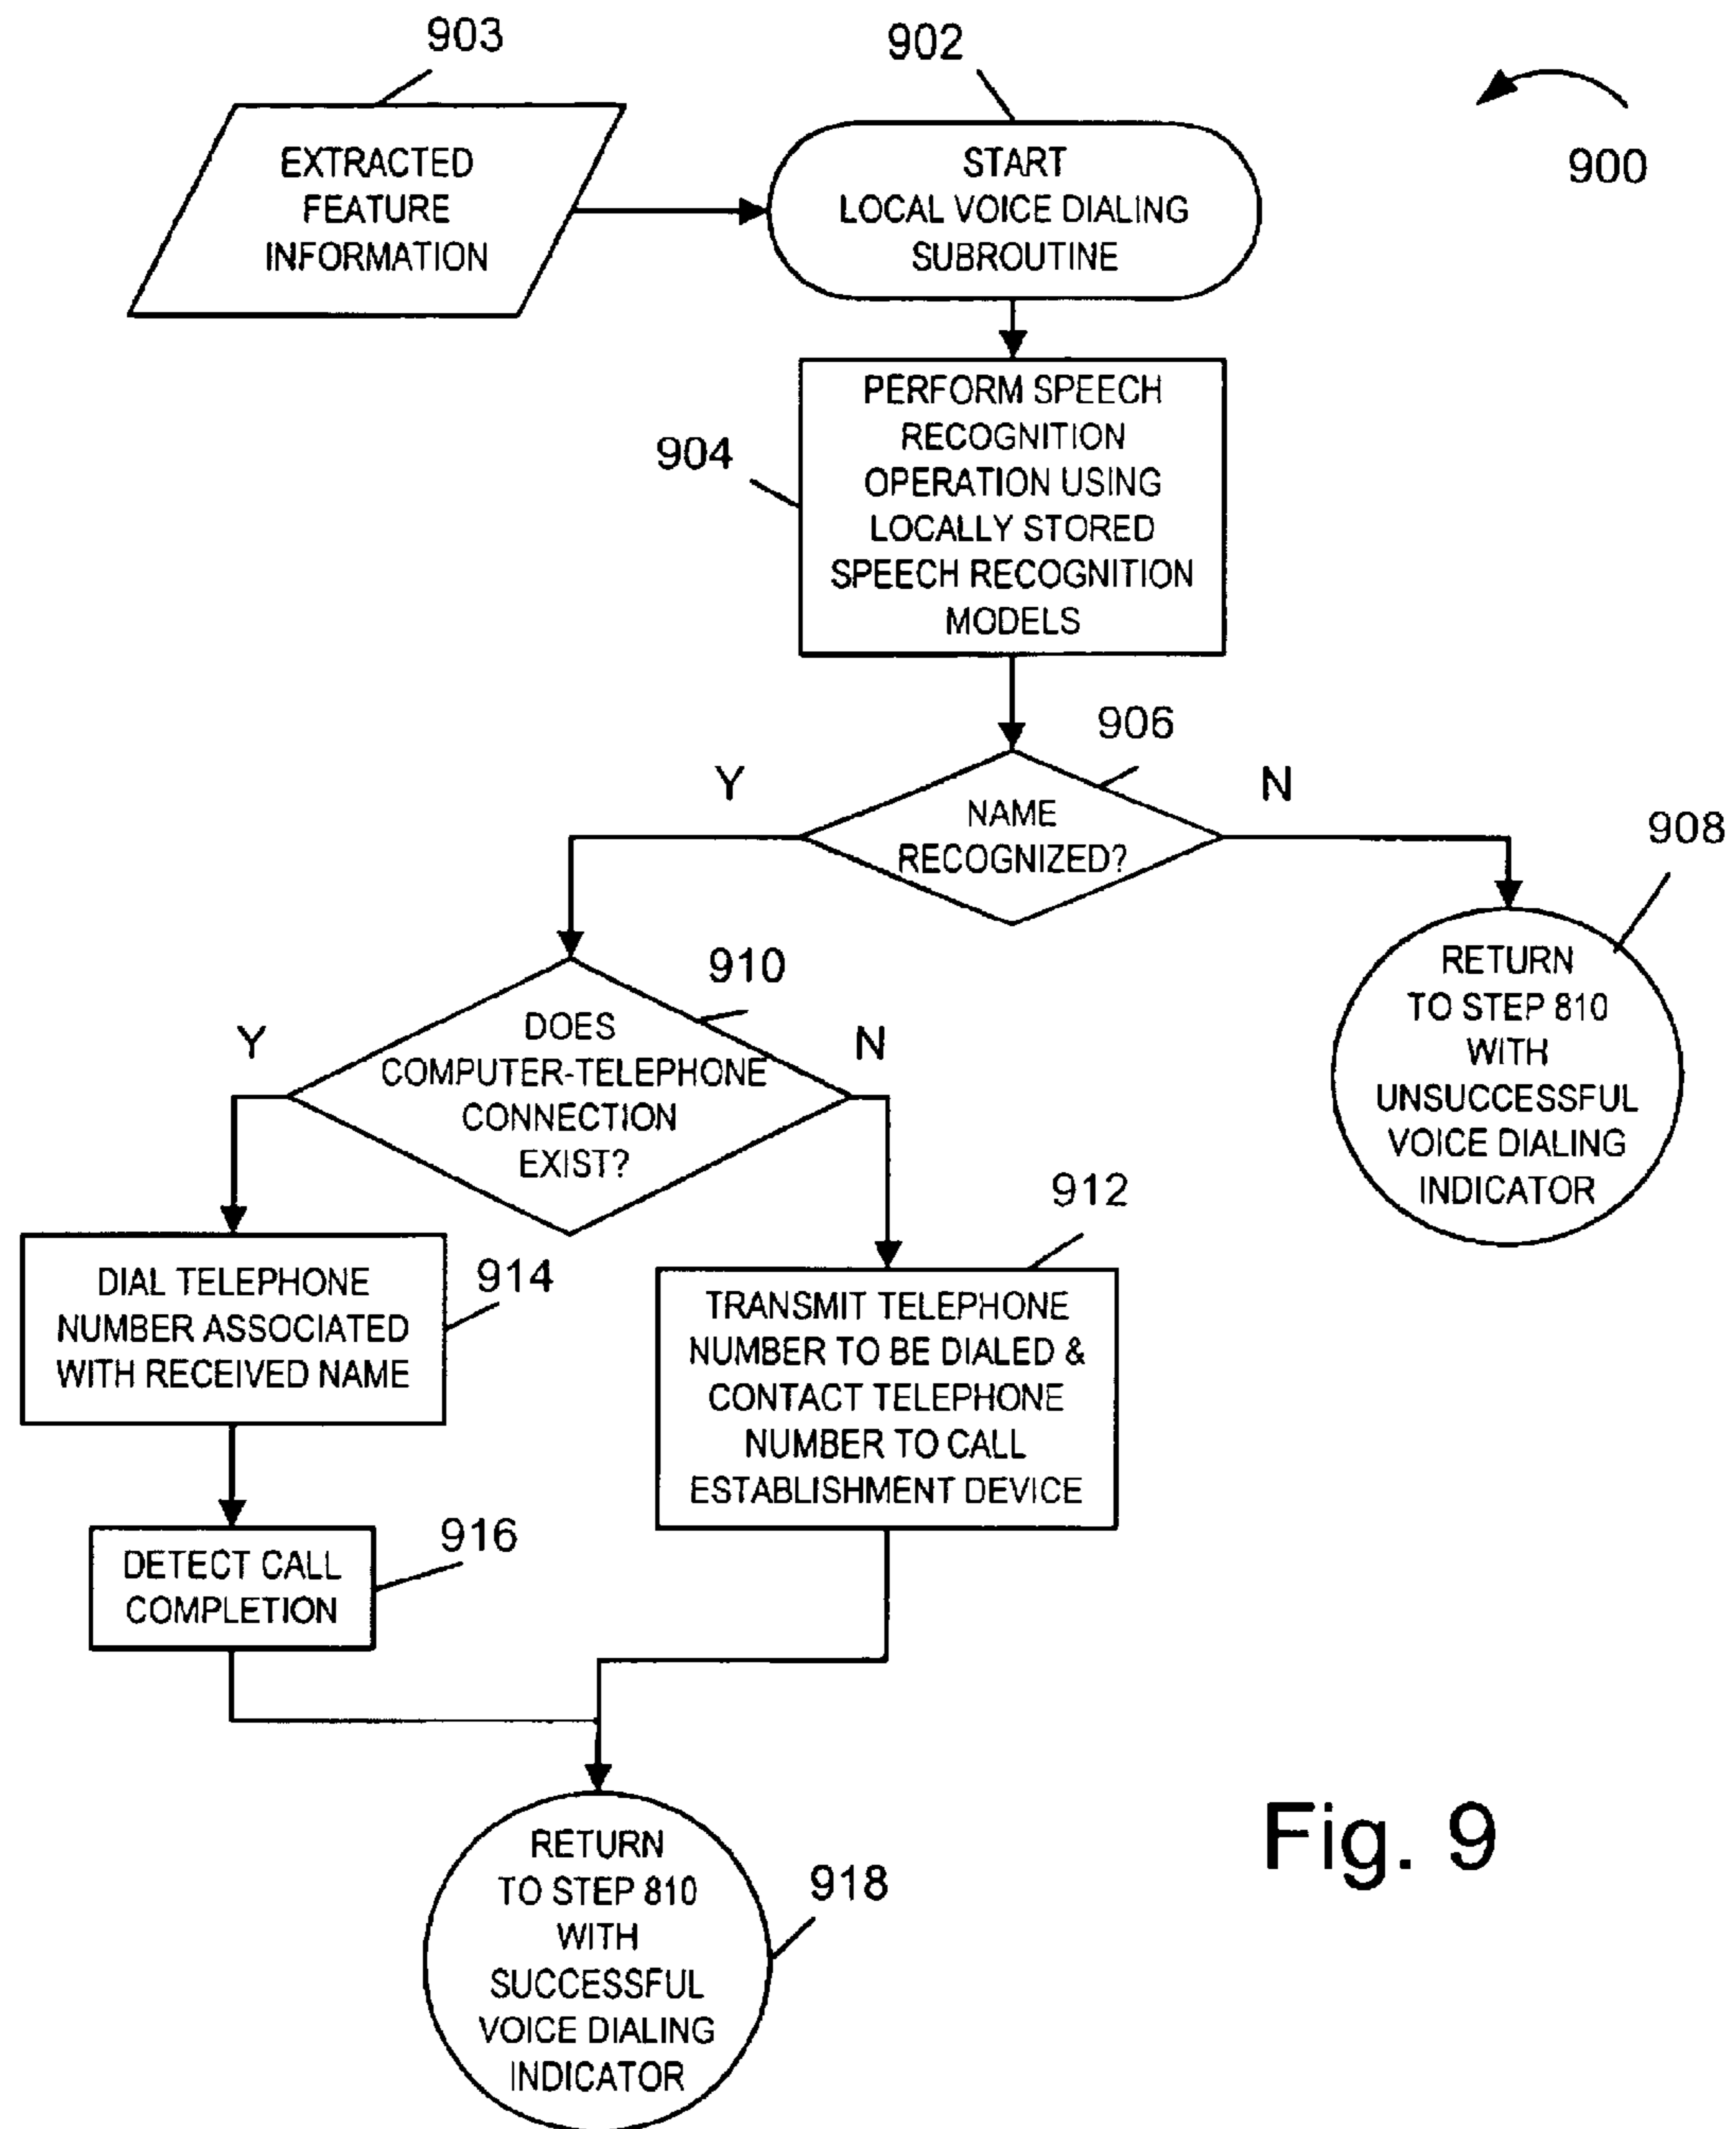 903
902
900
EXTRACTED
FEATURE
INFORMATION
START
LOCAL VOICE DIALING
SUBROUTINE
904
PERFORM SPEECH
RECOGNITION
OPERATION USING
LOCALLY STORED
SPEECH RECOGNITION
MODELS
906
Y
N
NAME
RECOGNIZED?
908
RETURN
TO STEP 810
WITH
UNSUCCESSFUL
VOICE DIALING
INDICATOR
910
Y
N
DOES
COMPUTER-TELEPHONE
CONNECTION
EXIST?
912
914
DIAL TELEPHONE
NUMBER ASSOCIATED
WITH RECEIVED NAME
TRANSMIT TELEPHONE
NUMBER TO BE DIALED &
CONTACT TELEPHONE
NUMBER TO CALL
ESTABLISHMENT DEVICE
916
DETECT CALL
COMPLETION
918
RETURN
TO STEP 810
WITH
SUCCESSFUL
VOICE DIALING
INDICATOR
Fig. 9